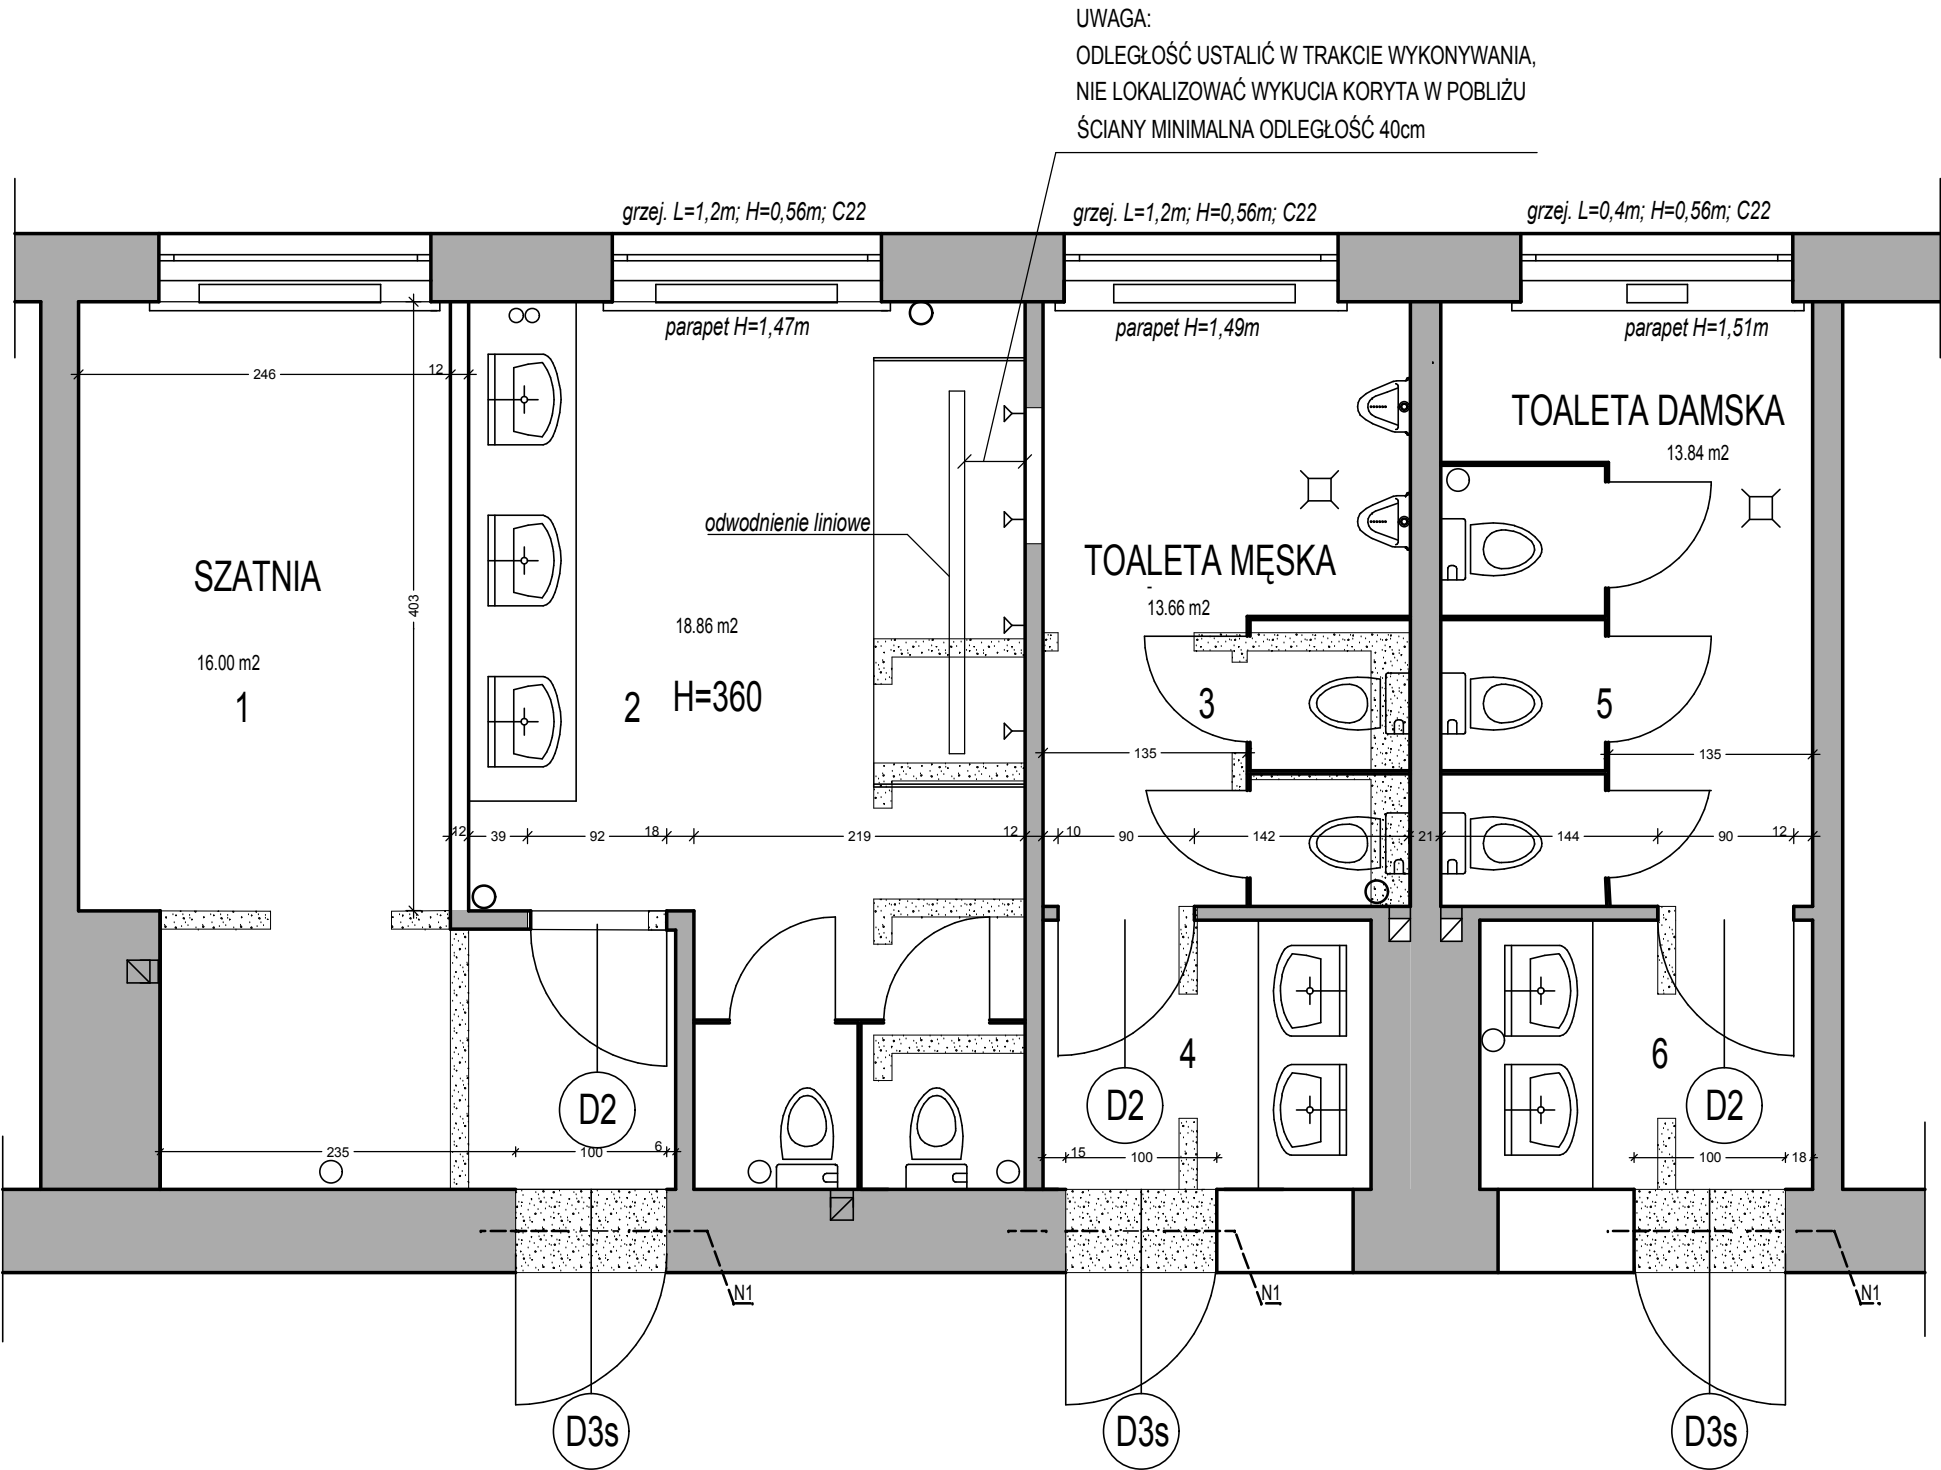 UWAGA:
ODLEGŁOŚĆ USTALIĆ W TRAKCIE WYKONYWANIA,
NIE LOKALIZOWAĆ WYKUCIA KORYTA W POBLIŻU
ŚCIANY MINIMALNA ODLEGŁOŚĆ 40cm
grzej. L=1,2m; H=0,56m; C22
grzej. L=1,2m; H=0,56m; C22
grzej. L=0,4m; H=0,56m; C22
parapet H=1,47m
parapet H=1,49m
parapet H=1,51m
246
12
TOALETA DAMSKA
13.84 m2
odwodnienie liniowe
TOALETA MĘSKA
-
13.66 m2
SZATNIA
403
18.86 m2
16.00 m2
1
2
H=360
3
5
135
135
12
39
92
18
219
12
10
90
142
21
144
90
12
4
6
D2
D2
D2
235
100
6
15
100
100
18
N1
N1
N1
D3s
D3s
D3s